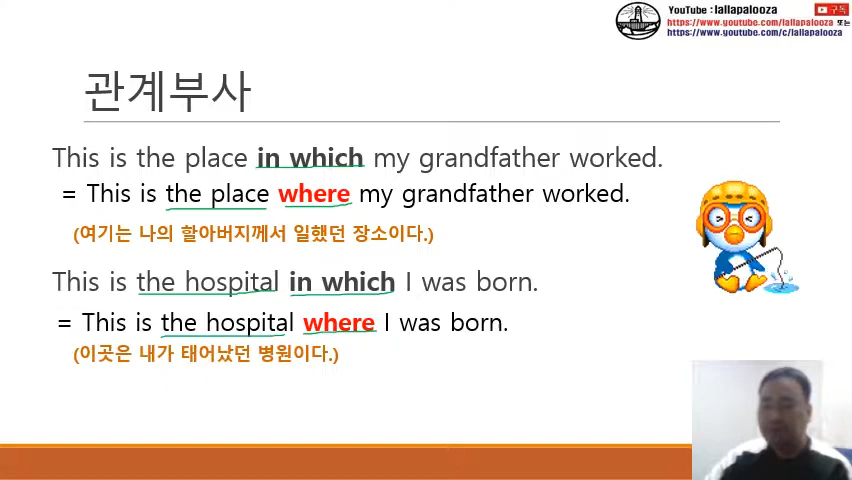 YouTube : lallapalooza
구독
https://www.youtube.com/lallapalooza 또는
https://www.youtube.com/c/lallapalooza
관계부사
This is the place in which my grandfather worked.
= This is the place where my grandfather worked.
(여기는 나의 할아버지께서 일했던 장소이다.)
This is the hospital in which I was born.
= This is the hospital where I was born.
(이곳은 내가 태어났던 병원이다.)